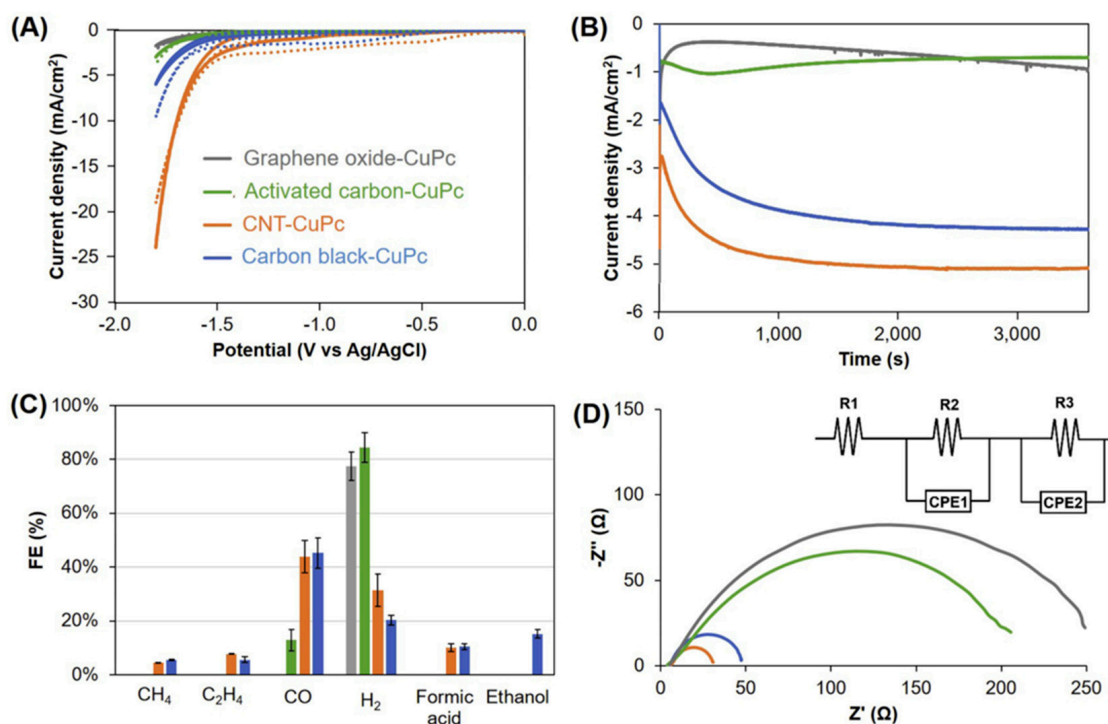 (A)
0
-5
-10
-15
-20
-25
-30
Current density (mA/cm²)
Graphene oxide-CuPc
Activated carbon-CuPc
CNT-CuPc
Carbon black-CuPc
-2.0 -1.5 -1.0 -0.5 0.0
Potential (V vs Ag/AgCl)
(B)
0
-1
-2
-3
-4
-5
-6
Current density (mA/cm²)
0 1,000 2,000 3,000
Time (s)
(C)
100%
80%
60%
40%
20%
0%
FE (%)
CH₄ C₂H₄ CO H₂ Formic acid Ethanol
(D)
150
100
50
0
-Z'' (Ω)
R1 R2 R3
CPE1 CPE2
0 50 100 150 200 250
Z' (Ω)